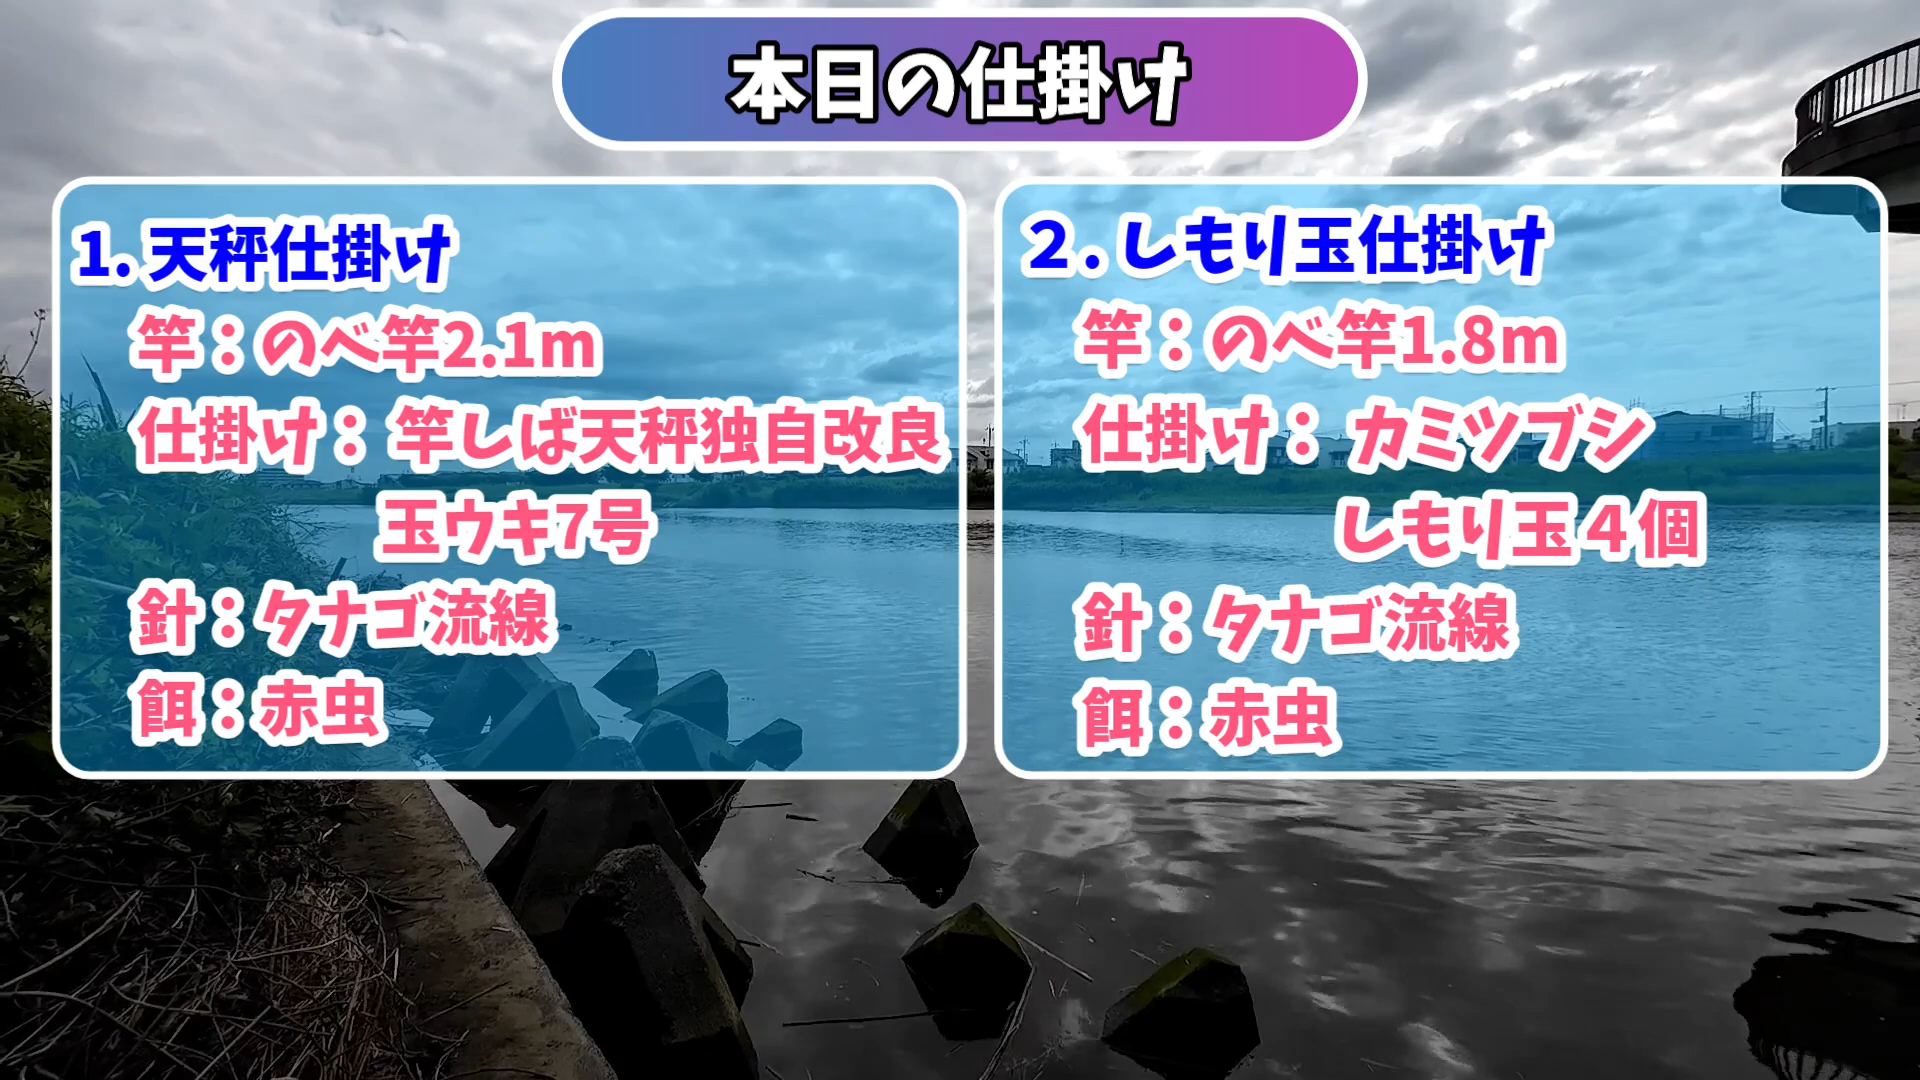 本日の仕掛け
1. 天秤仕掛け
竿：のべ竿2.1m
仕掛け：竿しば天秤独自改良
玉ウキ7号
針：タナゴ流線
餌：赤虫
２. しもり玉仕掛け
竿：のべ竿1.8m
仕掛け：カミツブシ
しもり玉４個
針：タナゴ流線
餌：赤虫